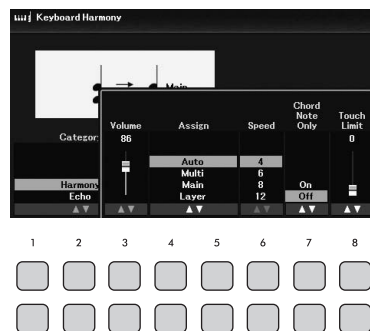 Keyboard Harmony
Main
Categor
Volume Assign Speed Chord Note Only Touch Limit
86 0
Auto 4
Multi 6
Harmony Main 8 On
Echo Layer 12 Off
1 2 3 4 5 6 7 8